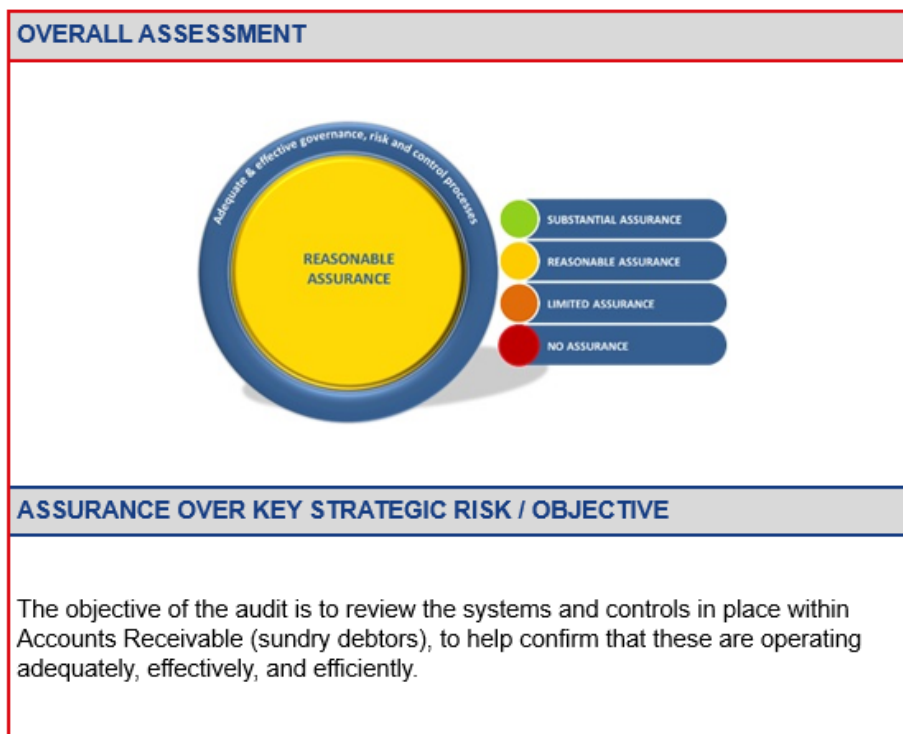 OVERALL ASSESSMENT
Adequate & effective governance, risk and control processes
REASONABLE
ASSURANCE
SUBSTANTIAL ASSURANCE
REASONABLE ASSURANCE
LIMITED ASSURANCE
NO ASSURANCE
ASSURANCE OVER KEY STRATEGIC RISK / OBJECTIVE
The objective of the audit is to review the systems and controls in place within
Accounts Receivable (sundry debtors), to help confirm that these are operating
adequately, effectively, and efficiently.